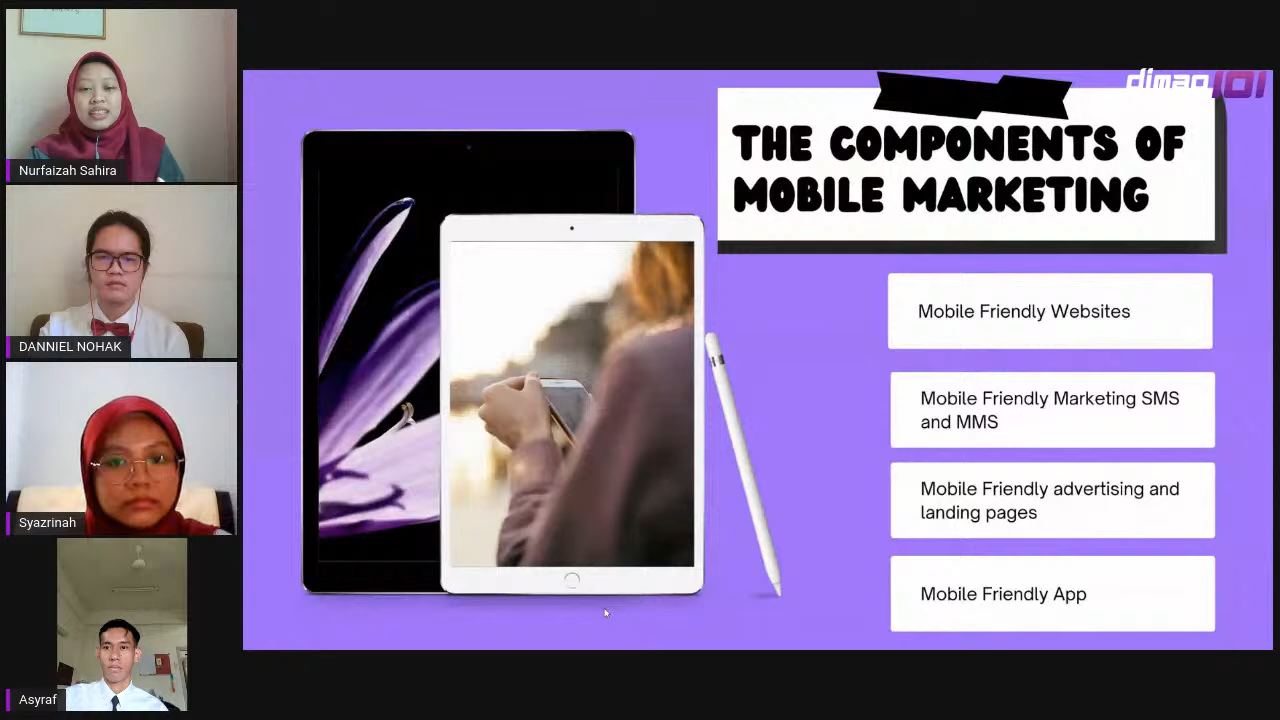 Nurfaizah Sahira
DANNIEL NOHAK
Syazrinah
Asyraf
dimaq101
THE COMPONENTS OF
MOBILE MARKETING
Mobile Friendly Websites
Mobile Friendly Marketing SMS
and MMS
Mobile Friendly advertising and
landing pages
Mobile Friendly App